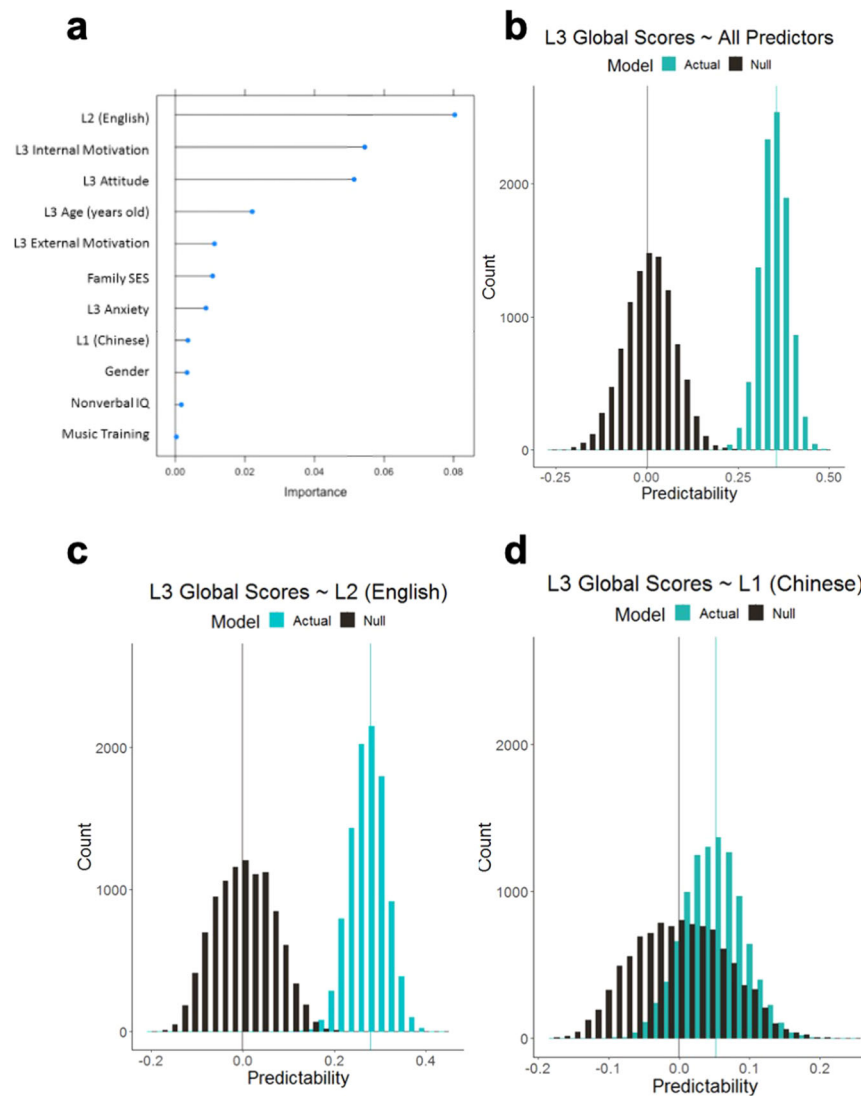 a
L2 (English)
L3 Internal Motivation
L3 Attitude
L3 Age (years old)
L3 External Motivation
Family SES
L3 Anxiety
L1 (Chinese)
Gender
Nonverbal IQ
Music Training
0.00 0.02 0.04 0.06 0.08
Importance
b
L3 Global Scores ~ All Predictors
Model Actual Null
2000
1000
0
Count
-0.25 0.00 0.25 0.50
Predictability
c
L3 Global Scores ~ L2 (English)
Model Actual Null
2000
1000
0
Count
-0.2 0.0 0.2 0.4
Predictability
d
L3 Global Scores ~ L1 (Chinese)
Model Actual Null
2000
1000
0
Count
-0.2 -0.1 0.0 0.1 0.2
Predictability